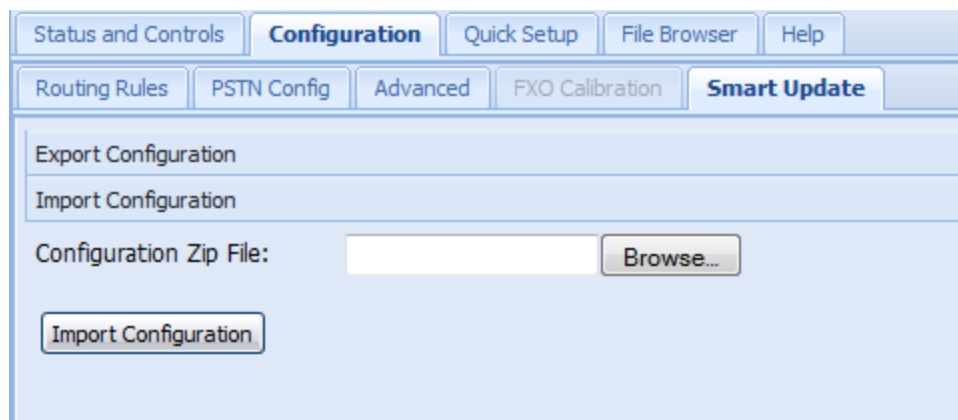 Status and Controls Configuration Quick Setup File Browser Help
Routing Rules PSTN Config Advanced FXO Calibration Smart Update
Export Configuration
Import Configuration
Configuration Zip File: Browse...
Import Configuration